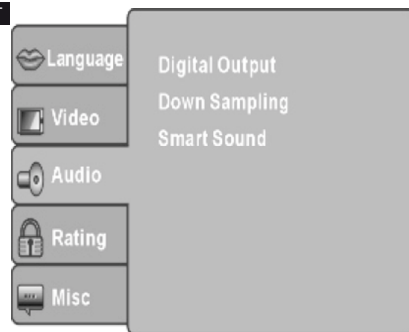 Language
Video
Audio
Rating
Misc
Digital Output
Down Sampling
Smart Sound